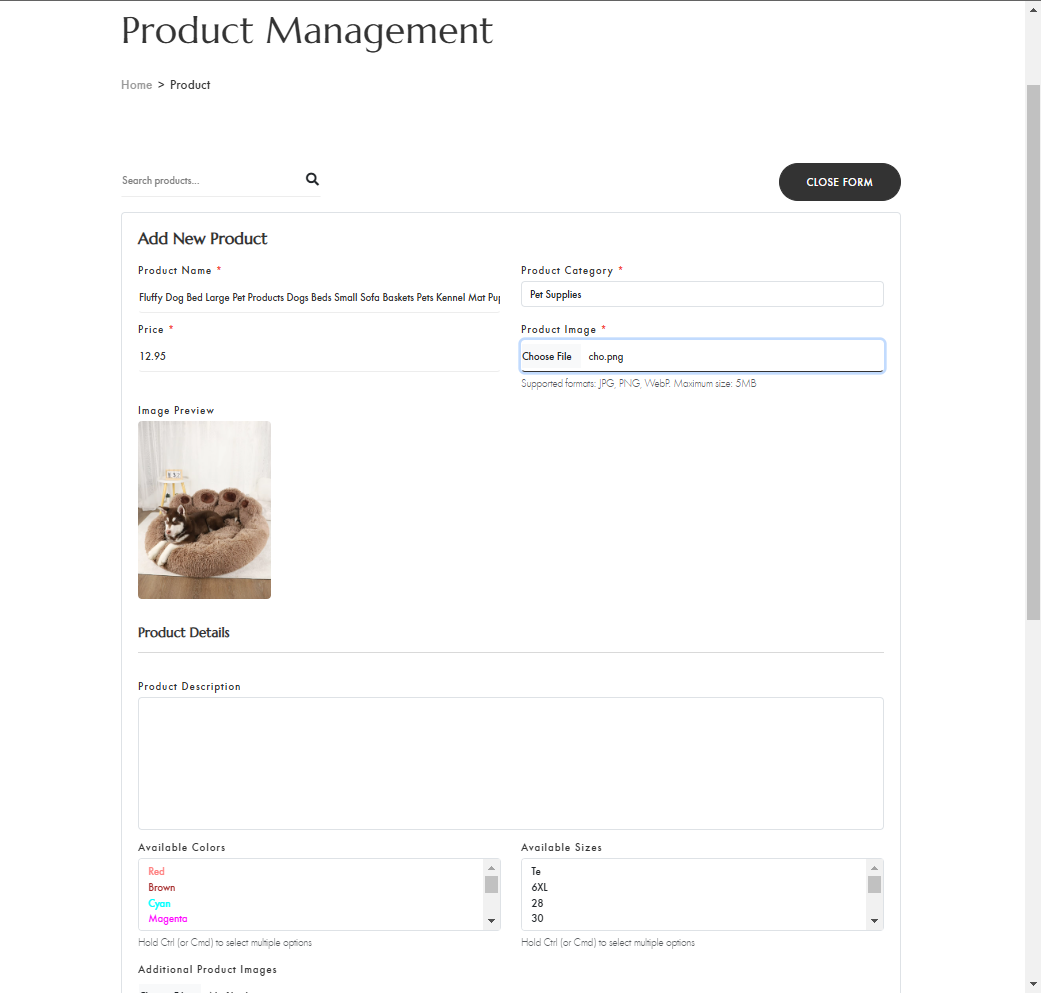 Product Management
Home > Product
Search products...
CLOSE FORM
Add New Product
Product Name *
Product Category *
Fluffy Dog Bed Large Pet Products Dogs Beds Small Sofa Baskets Pets Kennel Mat
Pet Supplies
Price *
Product Image *
12.95
Choose File cho.png
Supported formats: JPG, PNG, WebP. Maximum size: 5MB
Image Preview
Product Details
Product Description
Available Colors
Available Sizes
Red
Brown
Cyan
Magenta
Te
6XL
28
30
Hold Ctrl (or Cmd) to select multiple options
Hold Ctrl (or Cmd) to select multiple options
Additional Product Images